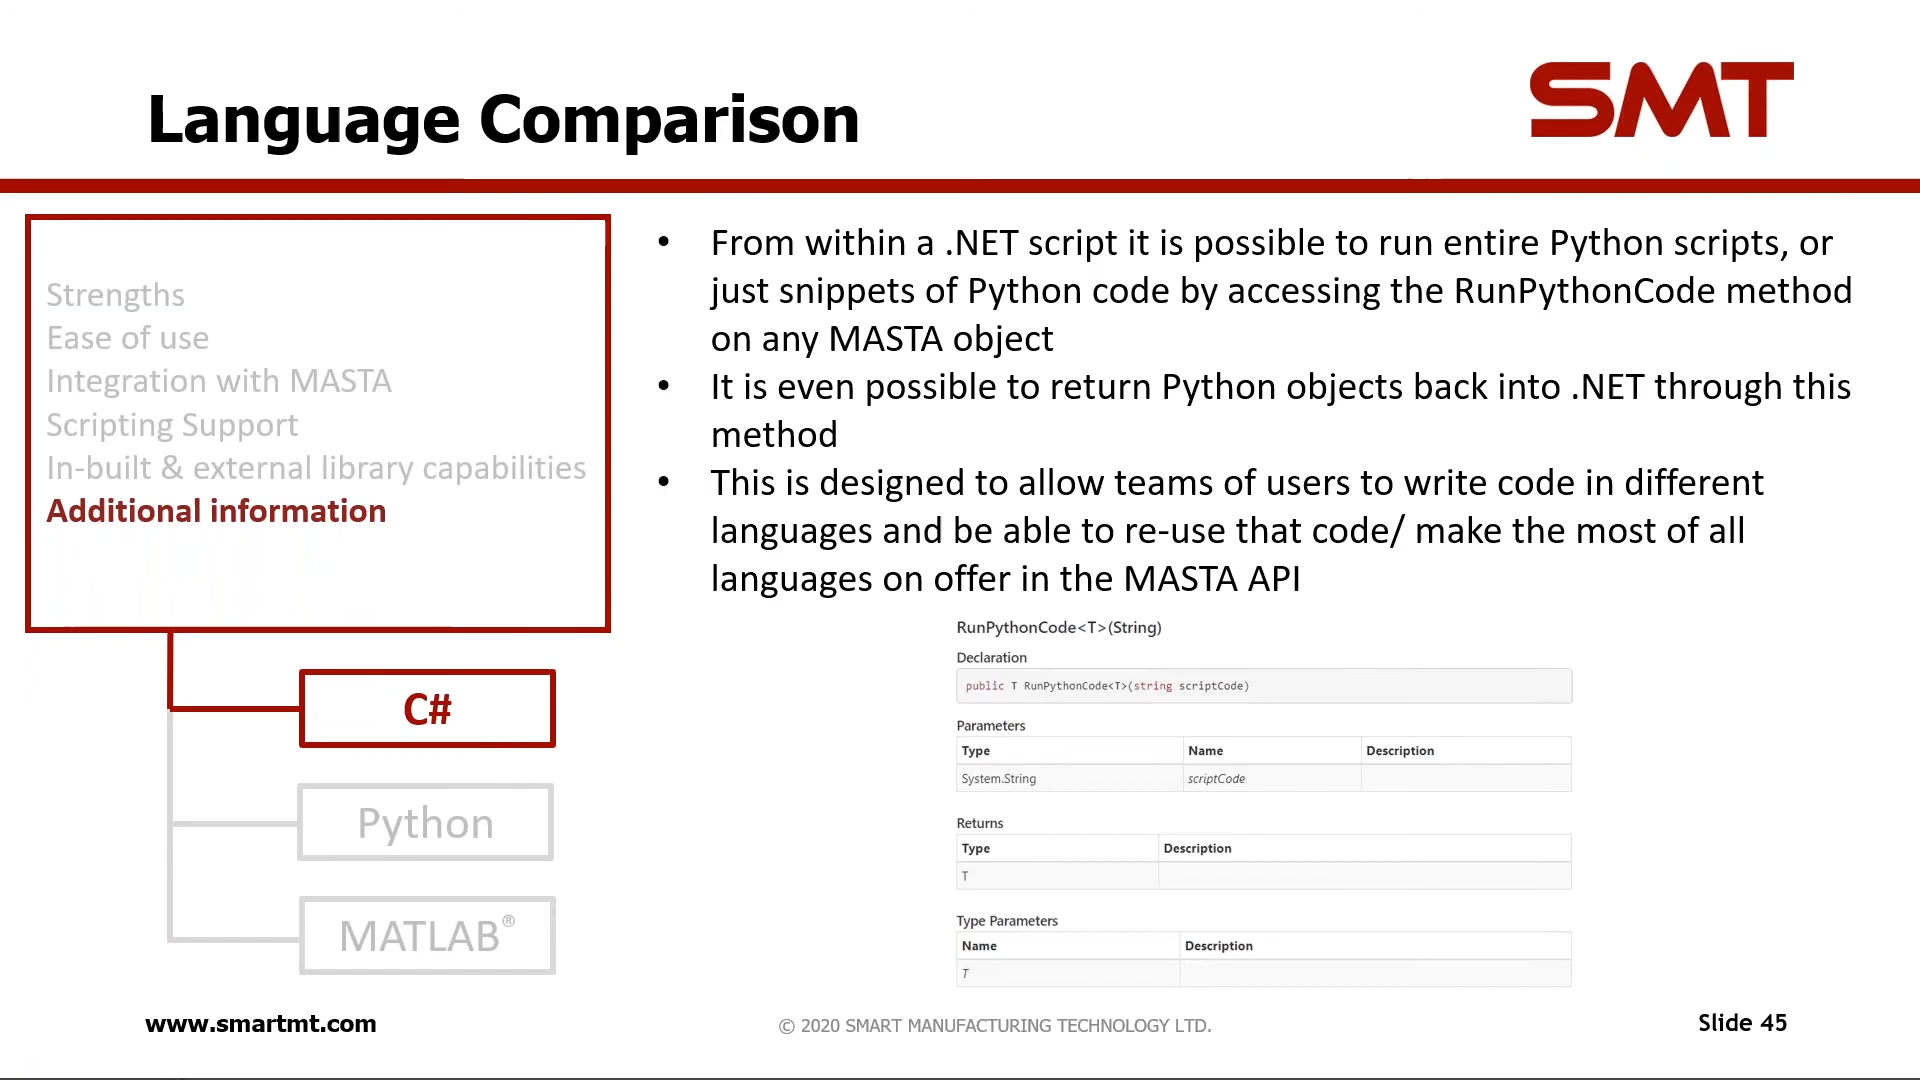 Language Comparison
SMT
Strengths
Ease of use
Integration with MASTA
Scripting Support
In-built & external library capabilities
Additional information
C#
Python
MATLAB®
• From within a .NET script it is possible to run entire Python scripts, or
just snippets of Python code by accessing the RunPythonCode method
on any MASTA object
• It is even possible to return Python objects back into .NET through this
method
• This is designed to allow teams of users to write code in different
languages and be able to re-use that code/ make the most of all
languages on offer in the MASTA API
RunPythonCode<T>(String)
Declaration
public T RunPythonCode<T>(string scriptCode)
Parameters
Type Name Description
System.String scriptCode
Returns
Type Description
T
Type Parameters
Name Description
T
www.smartmt.com
© 2020 SMART MANUFACTURING TECHNOLOGY LTD.
Slide 45